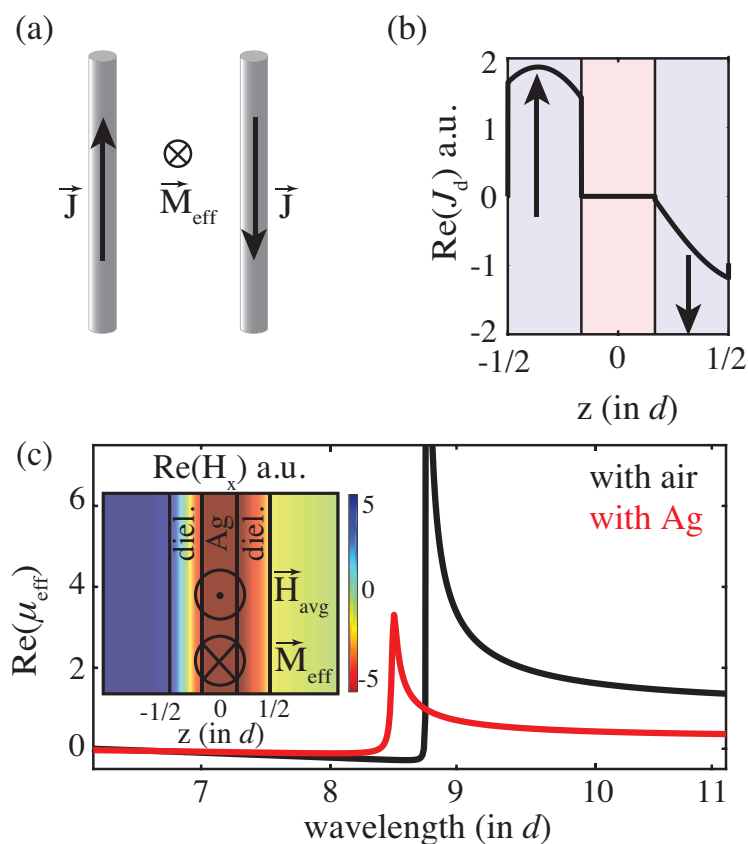 (a)
J
M eff
J
(b)
Re(J d) a.u.
2
1
0
-1
-2
-1/2
0
1/2
z (in d)
(c)
Re(μ eff)
6
4
2
0
7
8
9
10
11
wavelength (in d)
with air
with Ag
Re(H x) a.u.
diel.
Ag
diel.
H avg
M eff
5
0
-5
-1/2
0
1/2
z (in d)